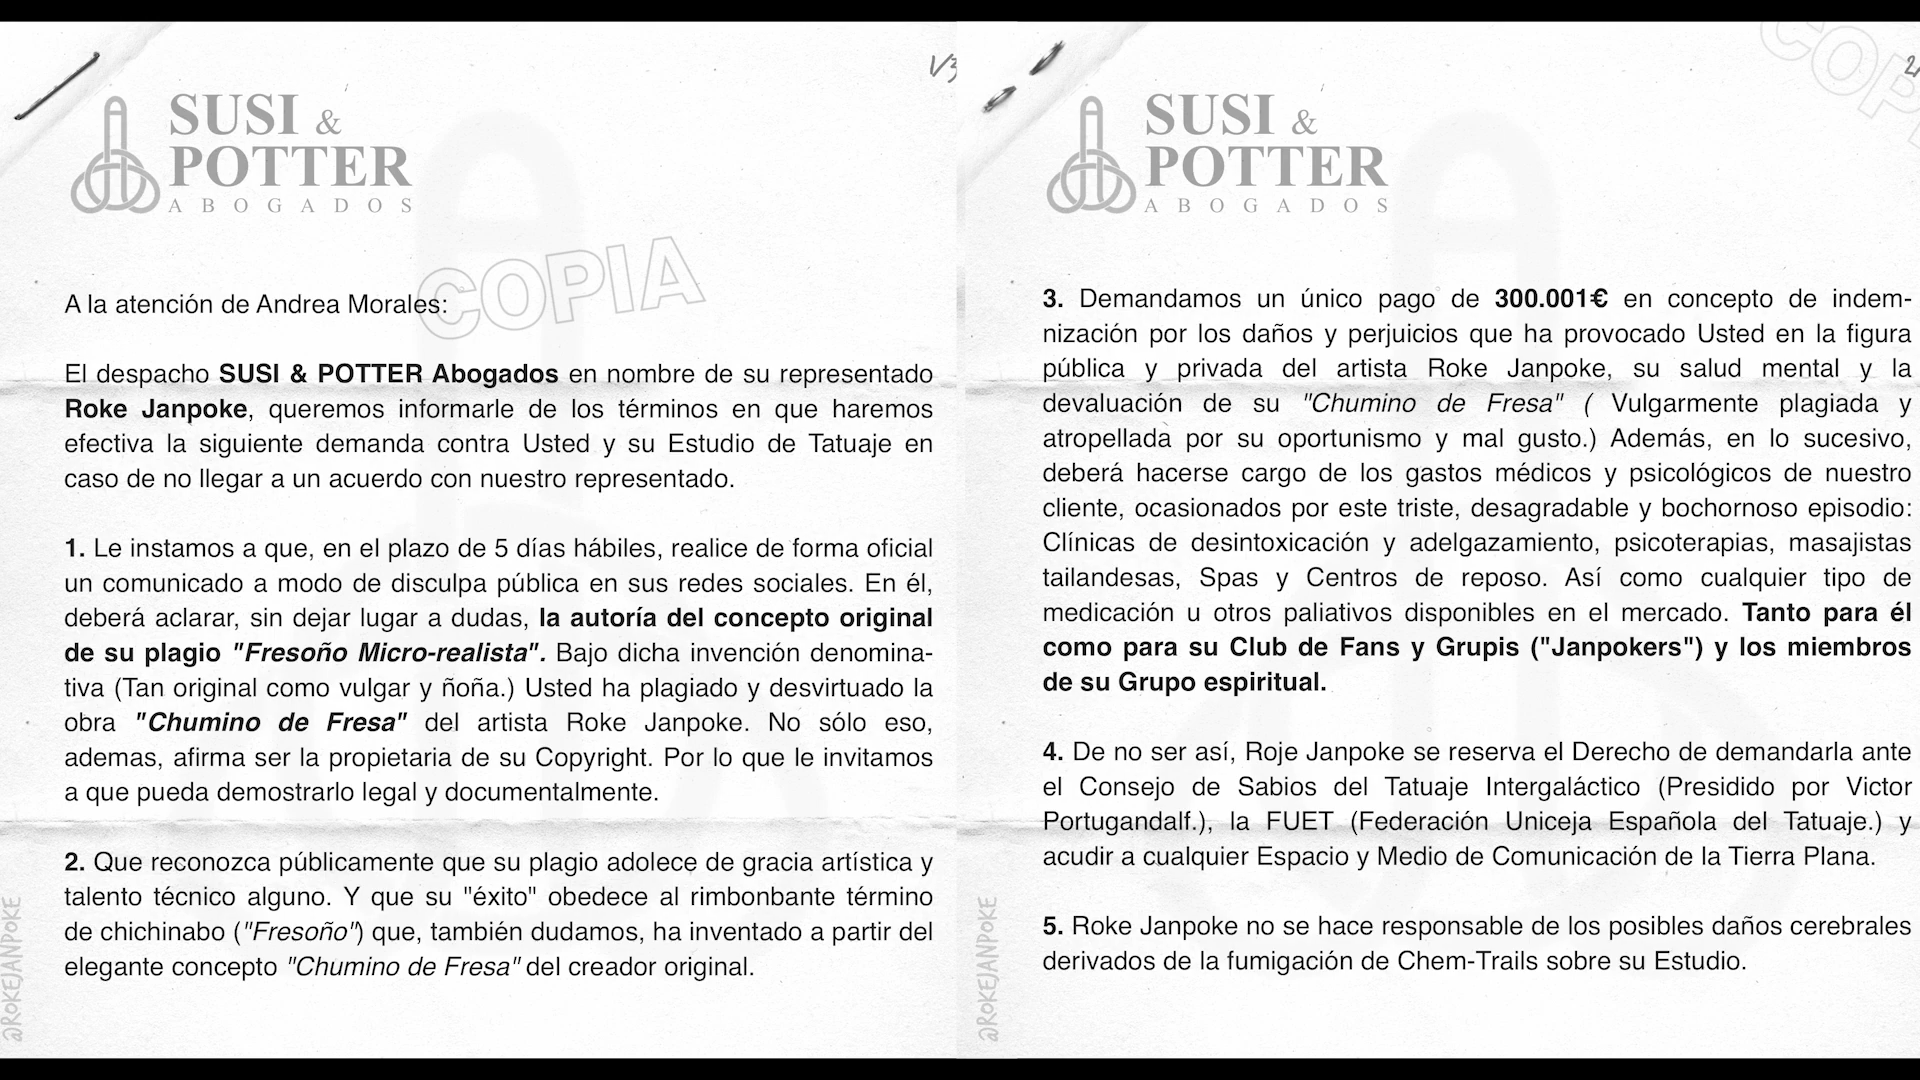 1/3
SUSI &
POTTER
ABOGADOS
COPIA
A la atención de Andrea Morales:
El despacho SUSI & POTTER Abogados en nombre de su representado
Roke Janpoke, queremos informarle de los términos en que haremos
efectiva la siguiente demanda contra Usted y su Estudio de Tatuaje en
caso de no llegar a un acuerdo con nuestro representado.
1. Le instamos a que, en el plazo de 5 días hábiles, realice de forma oficial
un comunicado a modo de disculpa pública en sus redes sociales. En él,
deberá aclarar, sin dejar lugar a dudas, la autoría del concepto original
de su plagio "Fresoño Micro-realista". Bajo dicha invención denomina-
tiva (Tan original como vulgar y ñoña.) Usted ha plagiado y desvirtuado la
obra "Chumino de Fresa" del artista Roke Janpoke. No sólo eso,
ademas, afirma ser la propietaria de su Copyright. Por lo que le invitamos
a que pueda demostrarlo legal y documentalmente.
2. Que reconozca públicamente que su plagio adolece de gracia artística y
talento técnico alguno. Y que su "éxito" obedece al rimbonbante término
de chichinabo ("Fresoño") que, también dudamos, ha inventado a partir del
elegante concepto "Chumino de Fresa" del creador original.
@ROKEJANPOKE
SUSI &
POTTER
ABOGADOS
3. Demandamos un único pago de 300.001€ en concepto de indem-
nización por los daños y perjuicios que ha provocado Usted en la figura
pública y privada del artista Roke Janpoke, su salud mental y la
devaluación de su "Chumino de Fresa" ( Vulgarmente plagiada y
atropellada por su oportunismo y mal gusto.) Además, en lo sucesivo,
deberá hacerse cargo de los gastos médicos y psicológicos de nuestro
cliente, ocasionados por este triste, desagradable y bochornoso episodio:
Clínicas de desintoxicación y adelgazamiento, psicoterapias, masajistas
tailandesas, Spas y Centros de reposo. Así como cualquier tipo de
medicación u otros paliativos disponibles en el mercado. Tanto para él
como para su Club de Fans y Grupis ("Janpokers") y los miembros
de su Grupo espiritual.
4. De no ser así, Roje Janpoke se reserva el Derecho de demandarla ante
el Consejo de Sabios del Tatuaje Intergaláctico (Presidido por Victor
Portugandalf.), la FUET (Federación Uniceja Española del Tatuaje.) y
acudir a cualquier Espacio y Medio de Comunicación de la Tierra Plana.
5. Roke Janpoke no se hace responsable de los posibles daños cerebrales
derivados de la fumigación de Chem-Trails sobre su Estudio.
@ROKEJANPOKE